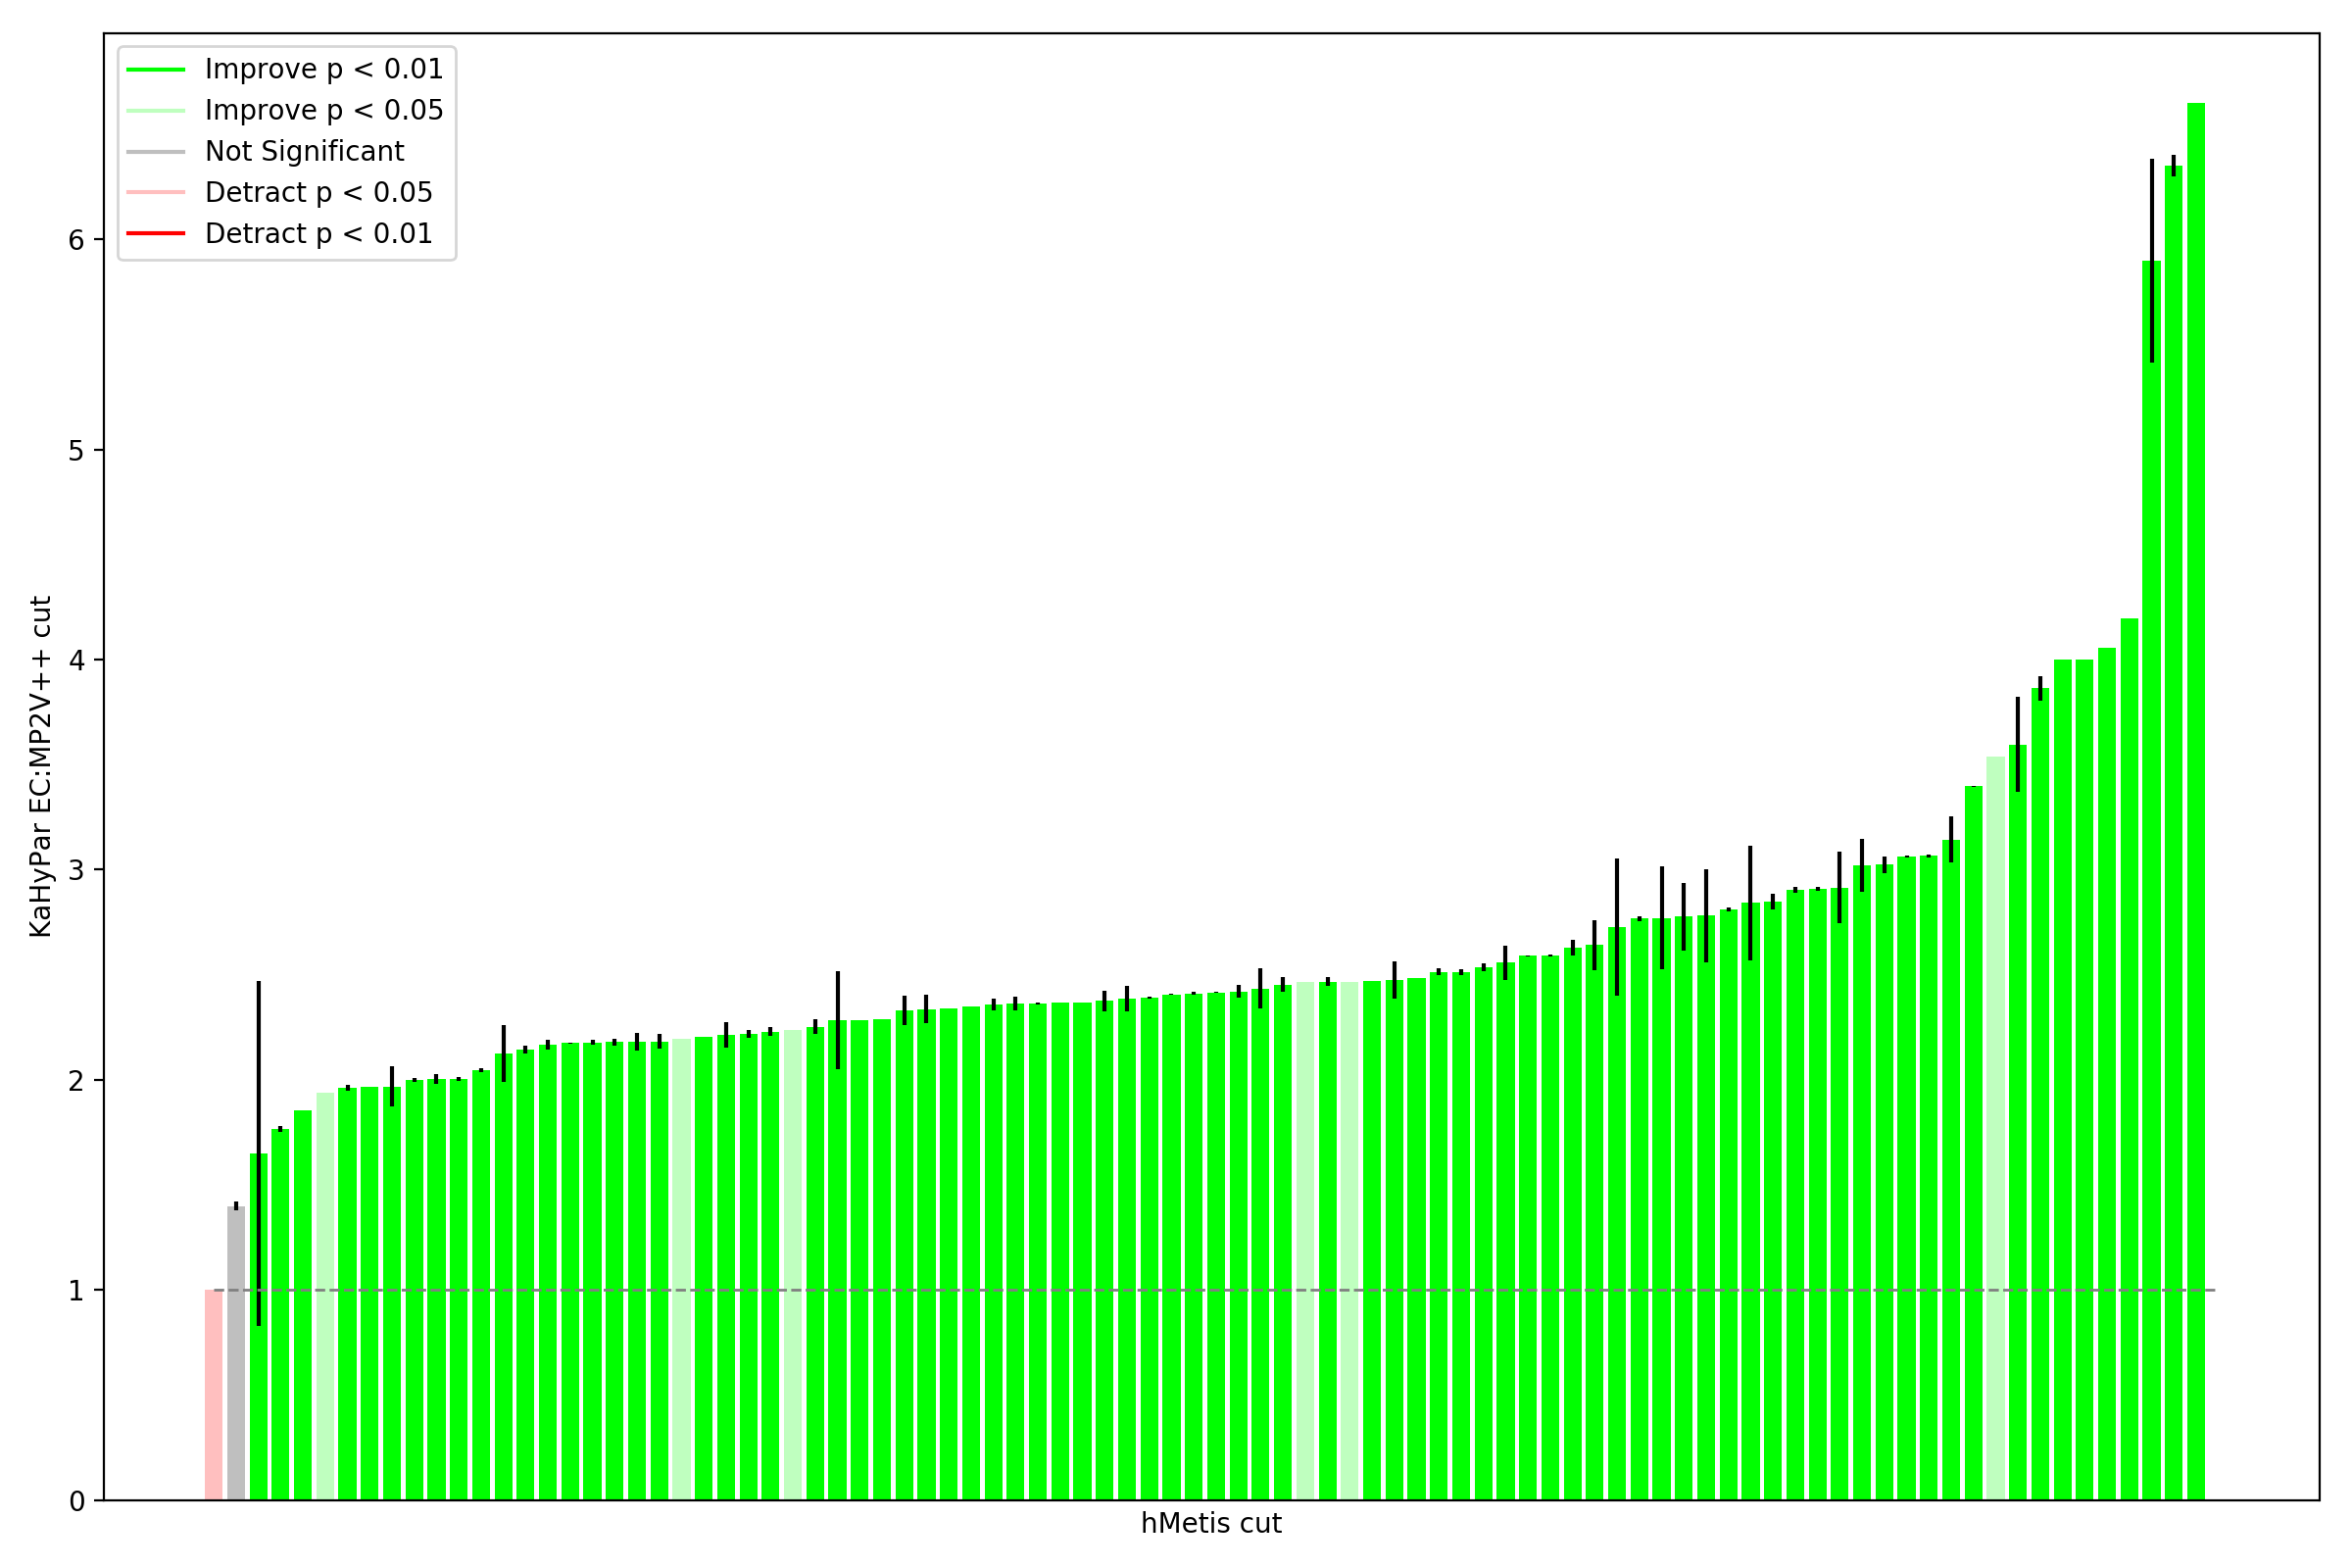 Improve p < 0.01
Improve p < 0.05
Not Significant
Detract p < 0.05
Detract p < 0.01
6
5
4
3
2
1
0
KaHyPar EC:MP2V++ cut
hMetis cut